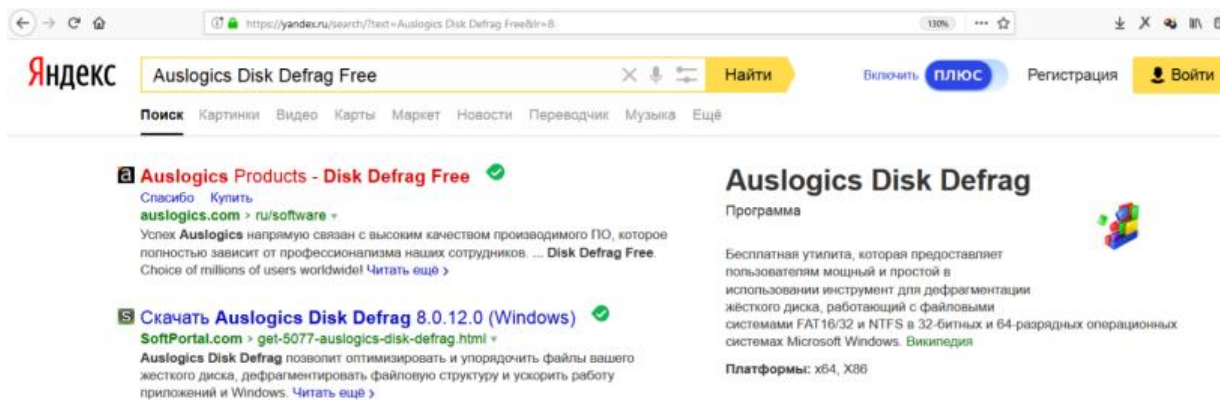 https://yandex.ru/search/?text=Auslogics Disk Defrag Free&lr=8
130%
Яндекс
Auslogics Disk Defrag Free
Найти
Включить ПЛЮС
Регистрация
Войти
Поиск Картинки Видео Карты Маркет Новости Переводчик Музыка Ещё
Auslogics Products - Disk Defrag Free
Спасибо Купить
auslogics.com > ru/software
Успех Auslogics напрямую связан с высоким качеством производимого ПО, которое
полностью зависит от профессионализма наших сотрудников. ... Disk Defrag Free.
Choice of millions of users worldwide! Читать ещё >
Скачать Auslogics Disk Defrag 8.0.12.0 (Windows)
SoftPortal.com > get-5077-auslogics-disk-defrag.html
Auslogics Disk Defrag позволит оптимизировать и упорядочить файлы вашего
жесткого диска, дефрагментировать файловую структуру и ускорить работу
приложений и Windows. Читать ещё >
Auslogics Disk Defrag
Программа
Бесплатная утилита, которая предоставляет
пользователям мощный и простой в
использовании инструмент для дефрагментации
жёсткого диска, работающий с файловыми
системами FAT16/32 и NTFS в 32-битных и 64-разрядных операционных
системах Microsoft Windows. Википедия
Платформы: x64, X86